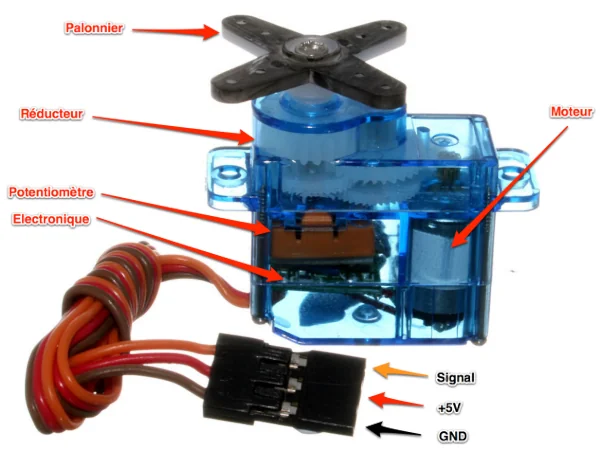 Palonnier
Réducteur
Moteur
Potentiomètre
Electronique
Signal
+5V
GND